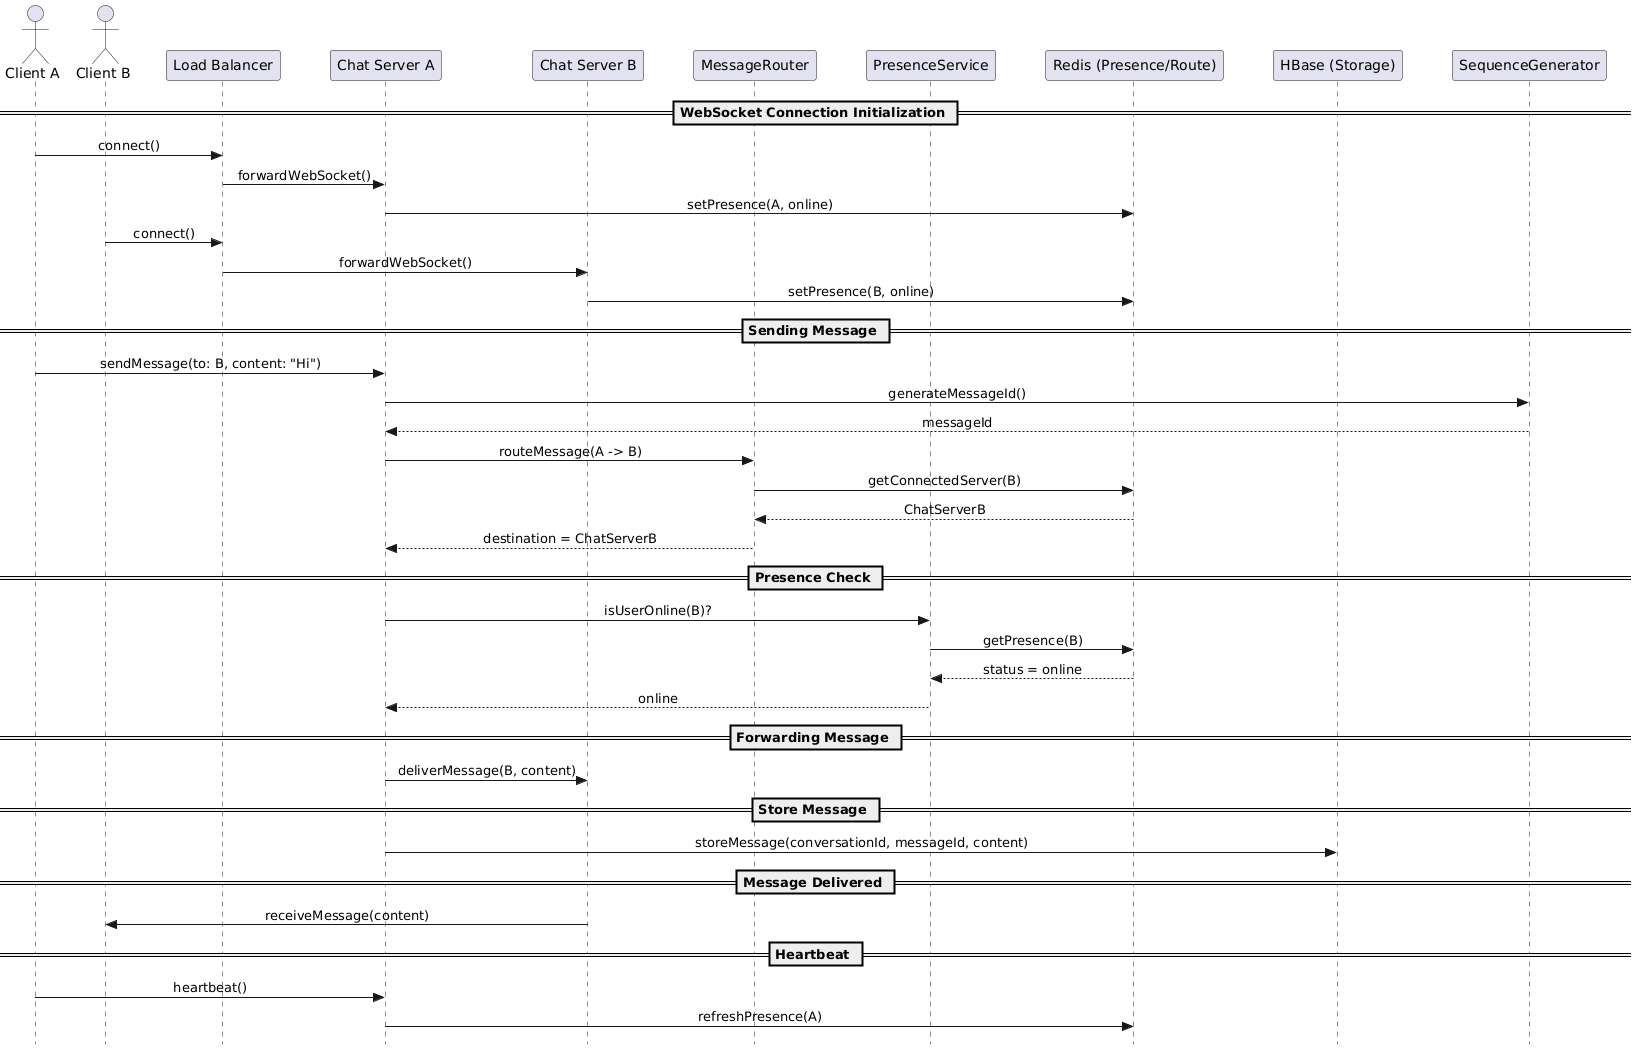 Client A
Client B
Load Balancer
Chat Server A
Chat Server B
MessageRouter
PresenceService
Redis (Presence/Route)
HBase (Storage)
SequenceGenerator
WebSocket Connection Initialization
connect()
forwardWebSocket()
setPresence(A, online)
connect()
forwardWebSocket()
setPresence(B, online)
Sending Message
sendMessage(to: B, content: "Hi")
generateMessageId()
messageId
routeMessage(A -> B)
getConnectedServer(B)
ChatServerB
destination = ChatServerB
Presence Check
isUserOnline(B)?
getPresence(B)
status = online
online
Forwarding Message
deliverMessage(B, content)
Store Message
storeMessage(conversationId, messageId, content)
Message Delivered
receiveMessage(content)
Heartbeat
heartbeat()
refreshPresence(A)